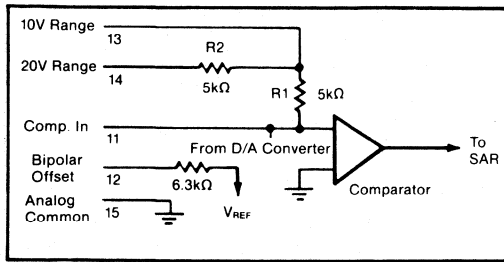 10V Range
13
R2
20V Range
14
5kΩ
R1
5kΩ
Comp. In
11
From D/A Converter
To
SAR
Bipolar
Offset
12
6.3kΩ
Comparator
Analog
Common
15
VREF